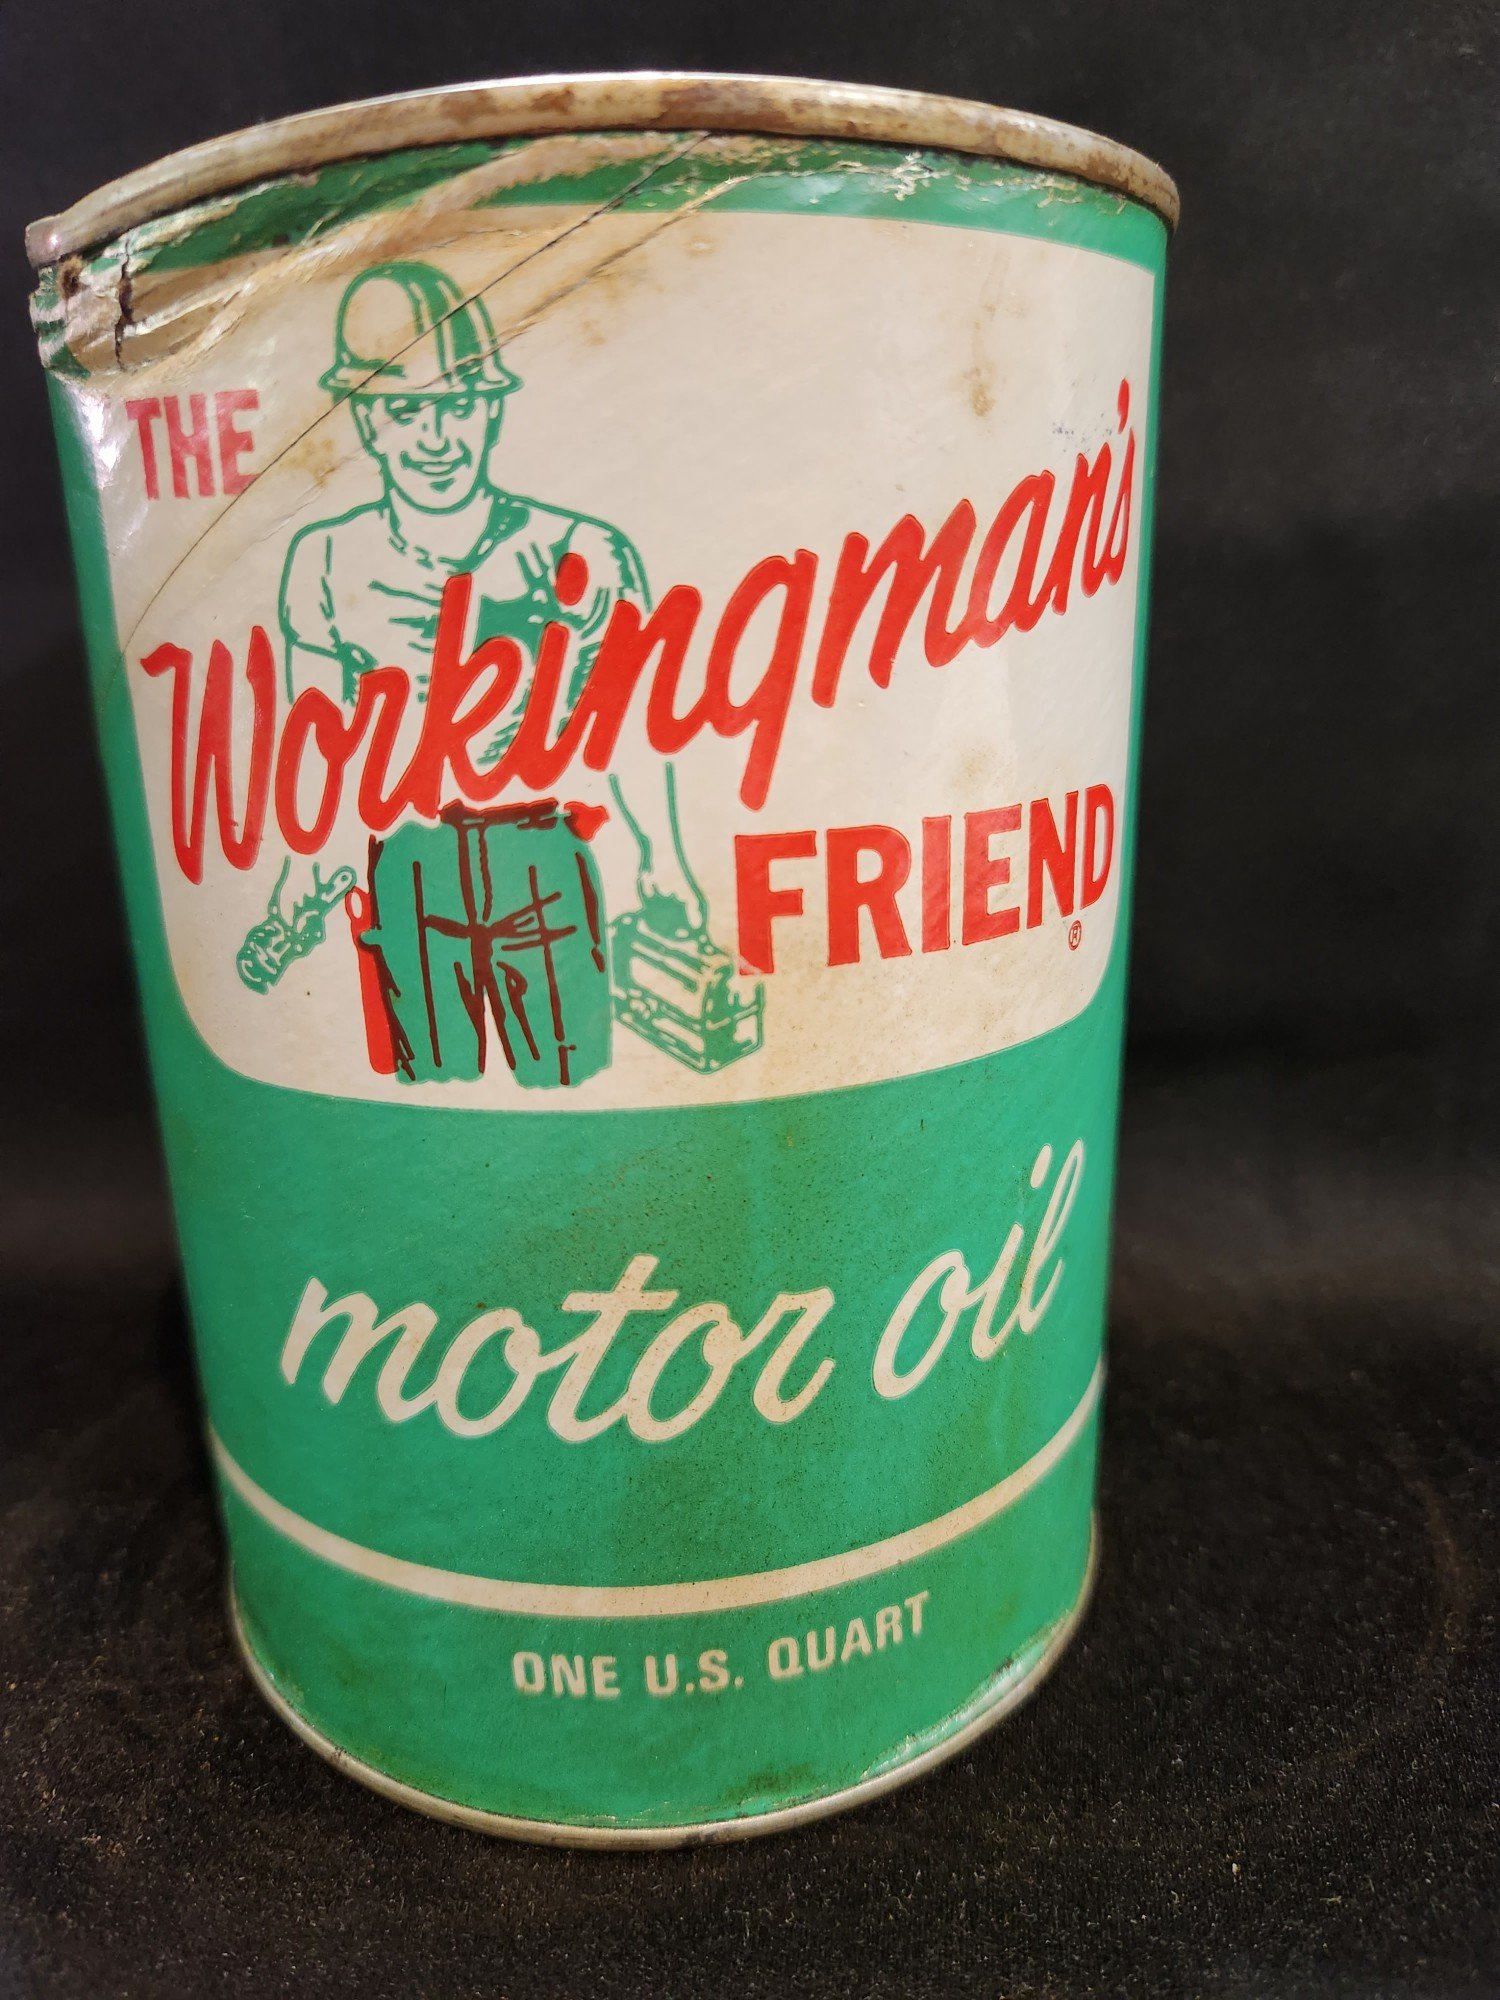 THE
Workingman's
FRIEND
®
motor oil
ONE U.S. QUART